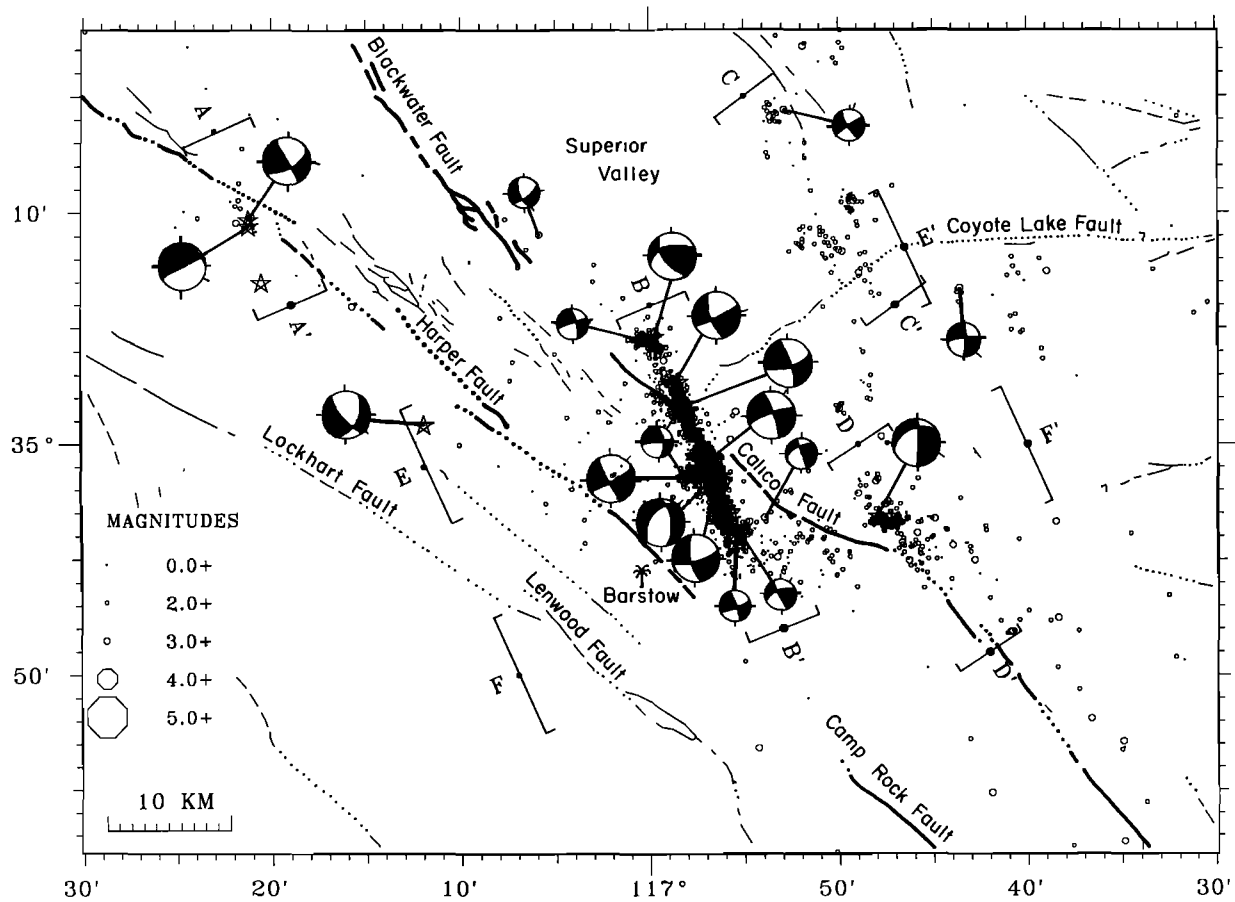 Blackwater Fault
C
A
Superior
Valley
10'
E'
Coyote Lake Fault
B
A'
C'
Harper Fault
D
F'
35°
Lockhart Fault
E
Calico Fault
MAGNITUDES
0.0+
2.0+
3.0+
4.0+
5.0+
Barstow
Lenwood Fault
B'
D'
50'
F
Camp Rock Fault
10 KM
30'
20'
10'
117°
50'
40'
30'